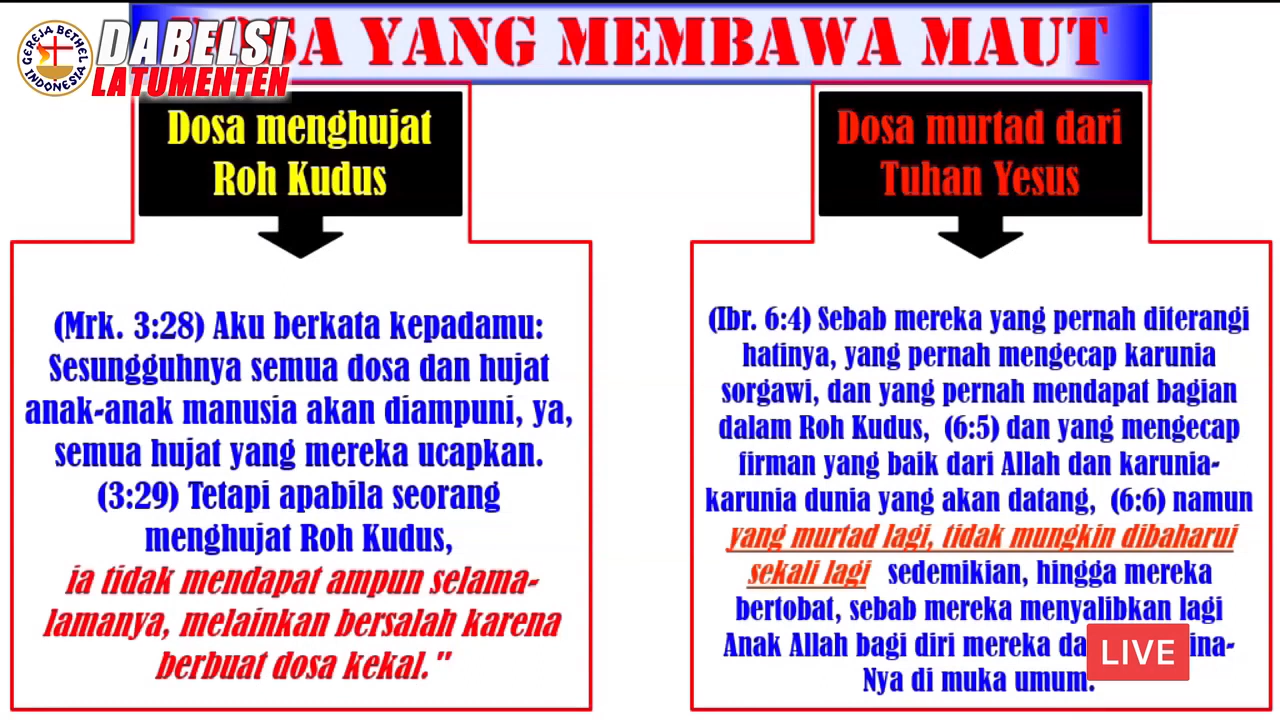 GEREJA BETHEL INDONESIA
DABELSI
LATUMENTEN
YANG MEMBAWA MAUT
Dosa menghujat
Roh Kudus
(Mrk. 3:28) Aku berkata kepadamu:
Sesungguhnya semua dosa dan hujat
anak-anak manusia akan diampuni, ya,
semua hujat yang mereka ucapkan.
(3:29) Tetapi apabila seorang
menghujat Roh Kudus,
ia tidak mendapat ampun selama-
lamanya, melainkan bersalah karena
berbuat dosa kekal."
Dosa murtad dari
Tuhan Yesus
(Ibr. 6:4) Sebab mereka yang pernah diterangi
hatinya, yang pernah mengecap karunia
sorgawi, dan yang pernah mendapat bagian
dalam Roh Kudus, (6:5) dan yang mengecap
firman yang baik dari Allah dan karunia-
karunia dunia yang akan datang, (6:6) namun
yang murtad lagi, tidak mungkin dibaharui
sekali lagi sedemikian, hingga mereka
bertobat, sebab mereka menyalibkan lagi
Anak Allah bagi diri mereka
Nya di muka umum.
LIVE